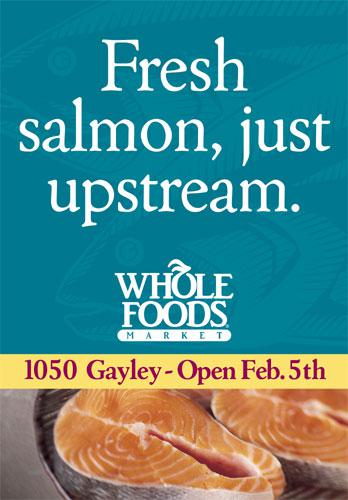 Fresh
salmon, just
upstream.
WHOLE
FOODS
MARKET
1050 Gayley - Open Feb. 5th